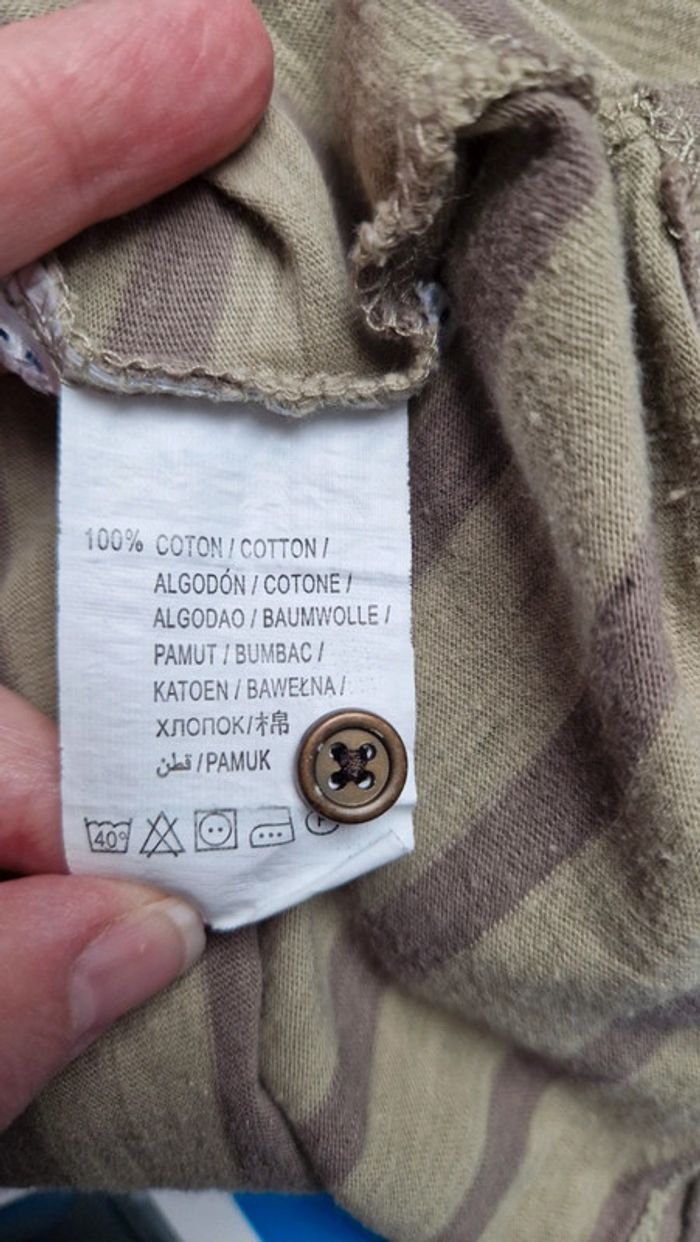 100% COTON / COTTON /
ALGODÓN / COTONE /
ALGODAO / BAUMWOLLE /
PAMUT / BUMBAC /
KATOEN / BAWEŁNA /
ХЛОПОК/棉
قطن /PAMUK
40°